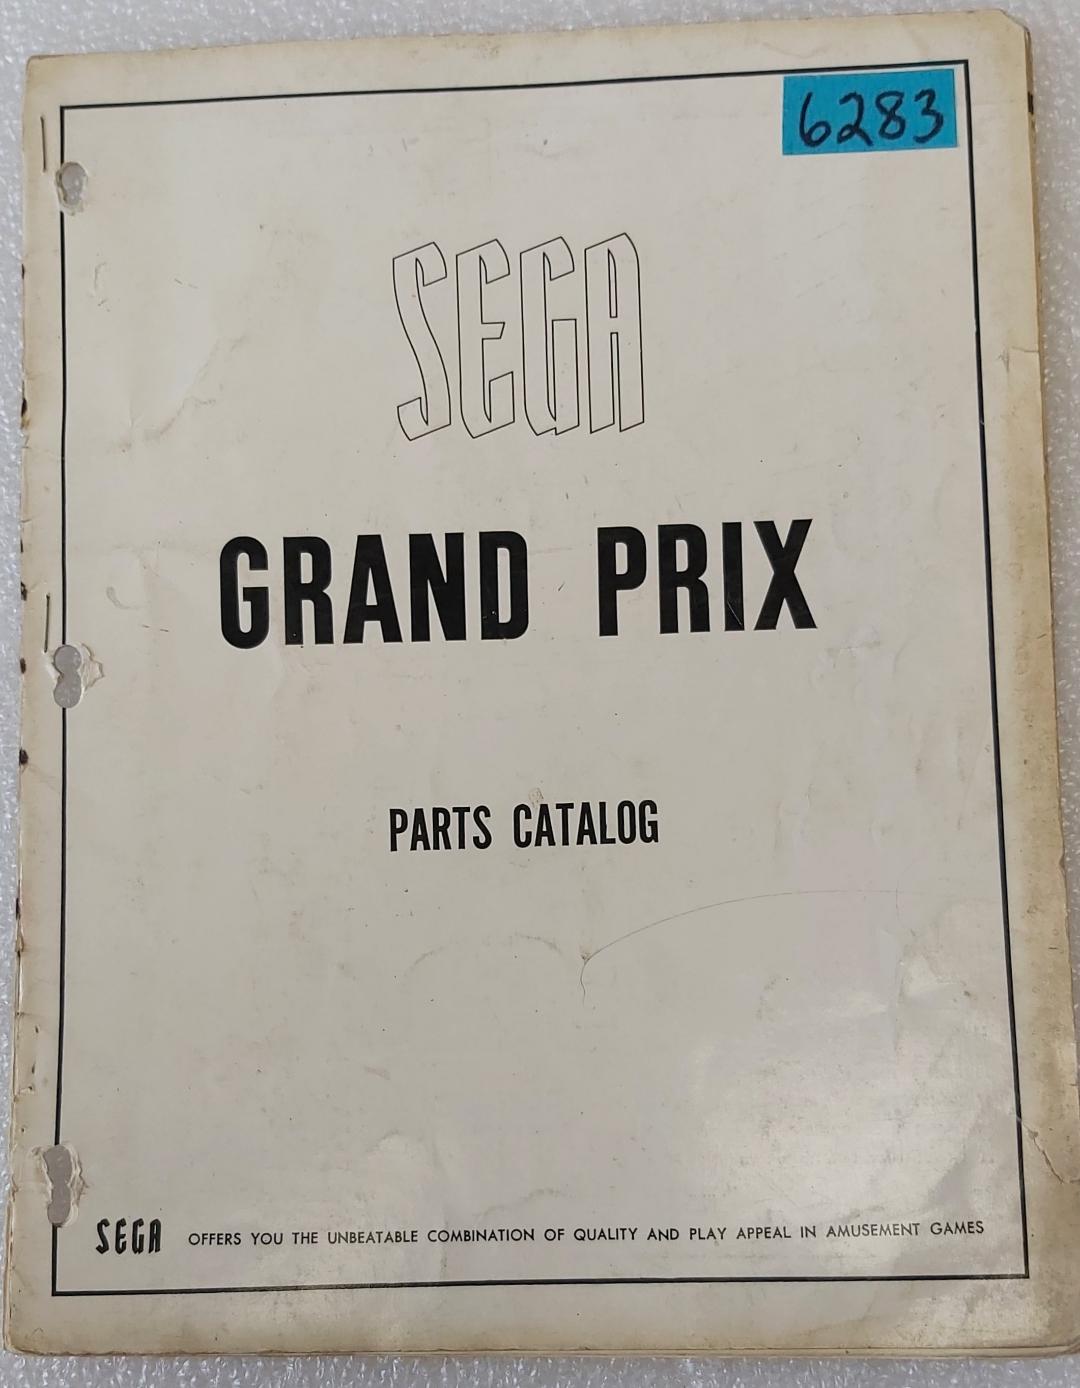 6283
SEGA
GRAND PRIX
PARTS CATALOG
SEGA OFFERS YOU THE UNBEATABLE COMBINATION OF QUALITY AND PLAY APPEAL IN AMUSEMENT GAMES